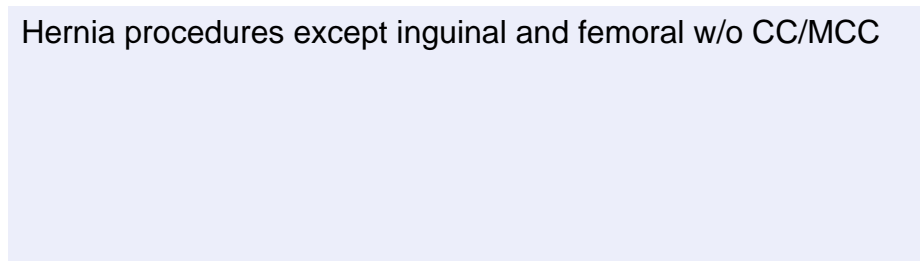 Hernia procedures except inguinal and femoral w/o CC/MCC